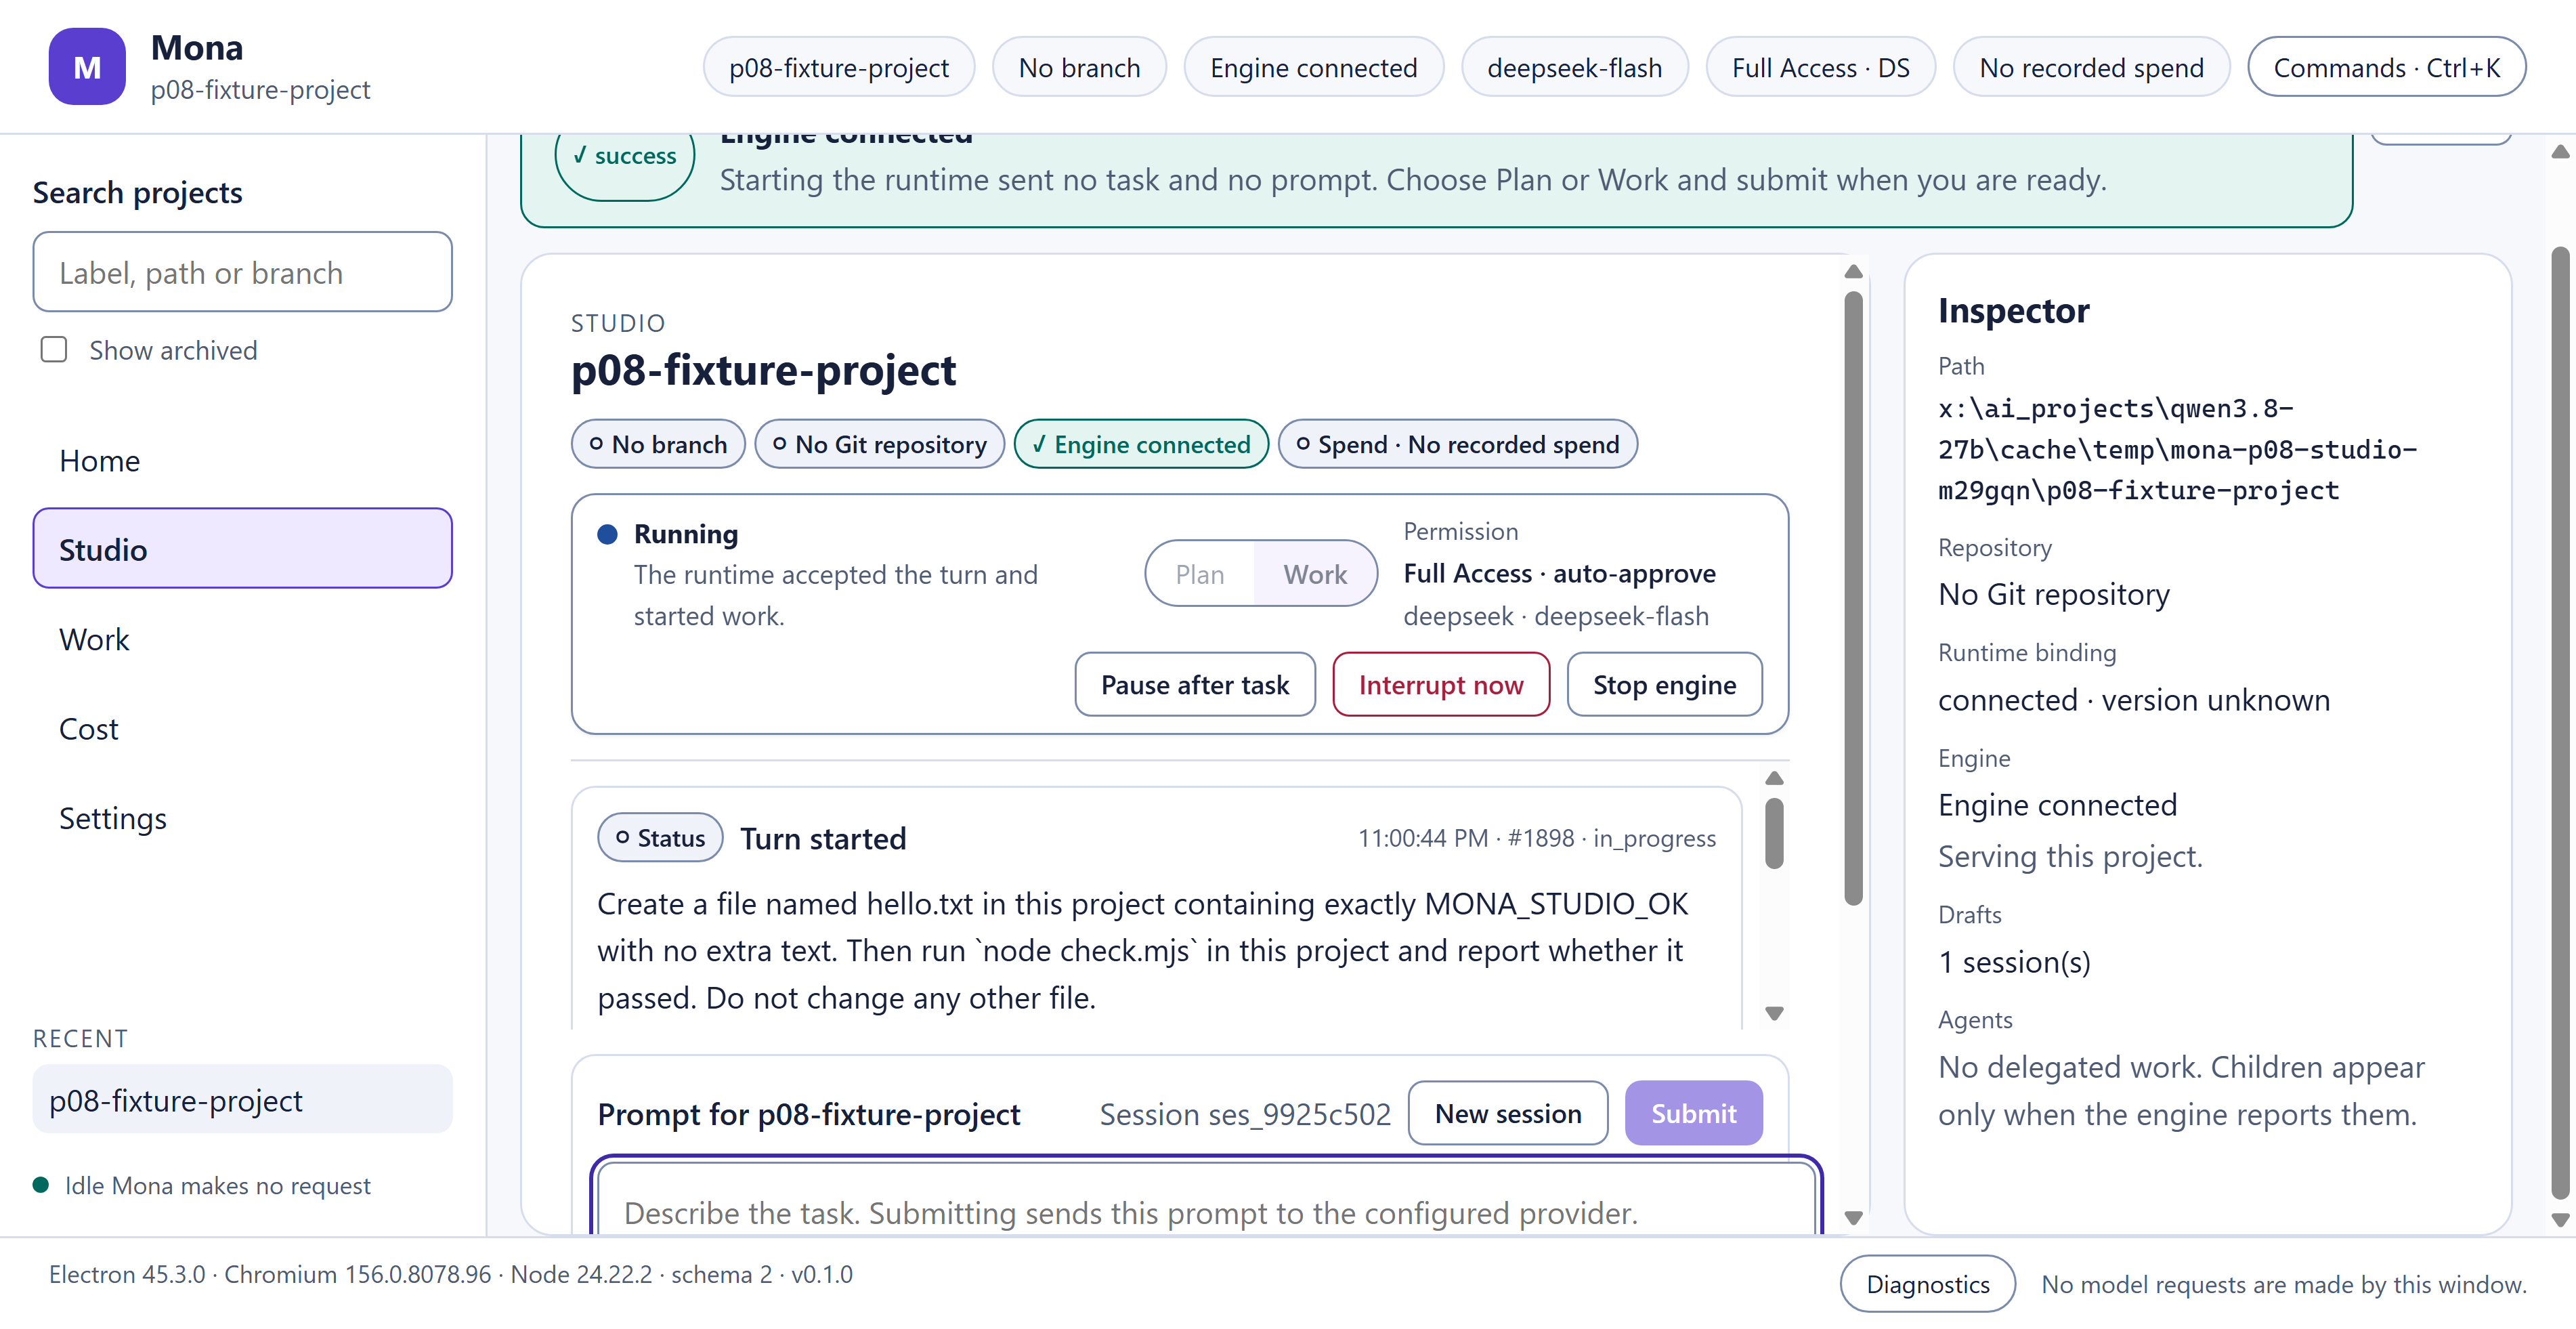 M
Mona
p08-fixture-project
p08-fixture-project
No branch
Engine connected
deepseek-flash
Full Access · DS
No recorded spend
Commands · Ctrl+K
Search projects
Label, path or branch
Show archived
Home
Studio
Work
Cost
Settings
RECENT
p08-fixture-project
Idle Mona makes no request
✓ success
Engine connected
Starting the runtime sent no task and no prompt. Choose Plan or Work and submit when you are ready.
STUDIO
p08-fixture-project
No branch
No Git repository
✓ Engine connected
Spend · No recorded spend
Running
The runtime accepted the turn and
started work.
Plan
Work
Permission
Full Access · auto-approve
deepseek · deepseek-flash
Pause after task
Interrupt now
Stop engine
Status
Turn started
11:00:44 PM · #1898 · in_progress
Create a file named hello.txt in this project containing exactly MONA_STUDIO_OK
with no extra text. Then run `node check.mjs` in this project and report whether it
passed. Do not change any other file.
Prompt for p08-fixture-project
Session ses_9925c502
New session
Submit
Describe the task. Submitting sends this prompt to the configured provider.
Inspector
Path
x:\ai_projects\qwen3.8-
27b\cache\temp\mona-p08-studio-
m29gqn\p08-fixture-project
Repository
No Git repository
Runtime binding
connected · version unknown
Engine
Engine connected
Serving this project.
Drafts
1 session(s)
Agents
No delegated work. Children appear
only when the engine reports them.
Electron 45.3.0 · Chromium 156.0.8078.96 · Node 24.22.2 · schema 2 · v0.1.0
Diagnostics
No model requests are made by this window.